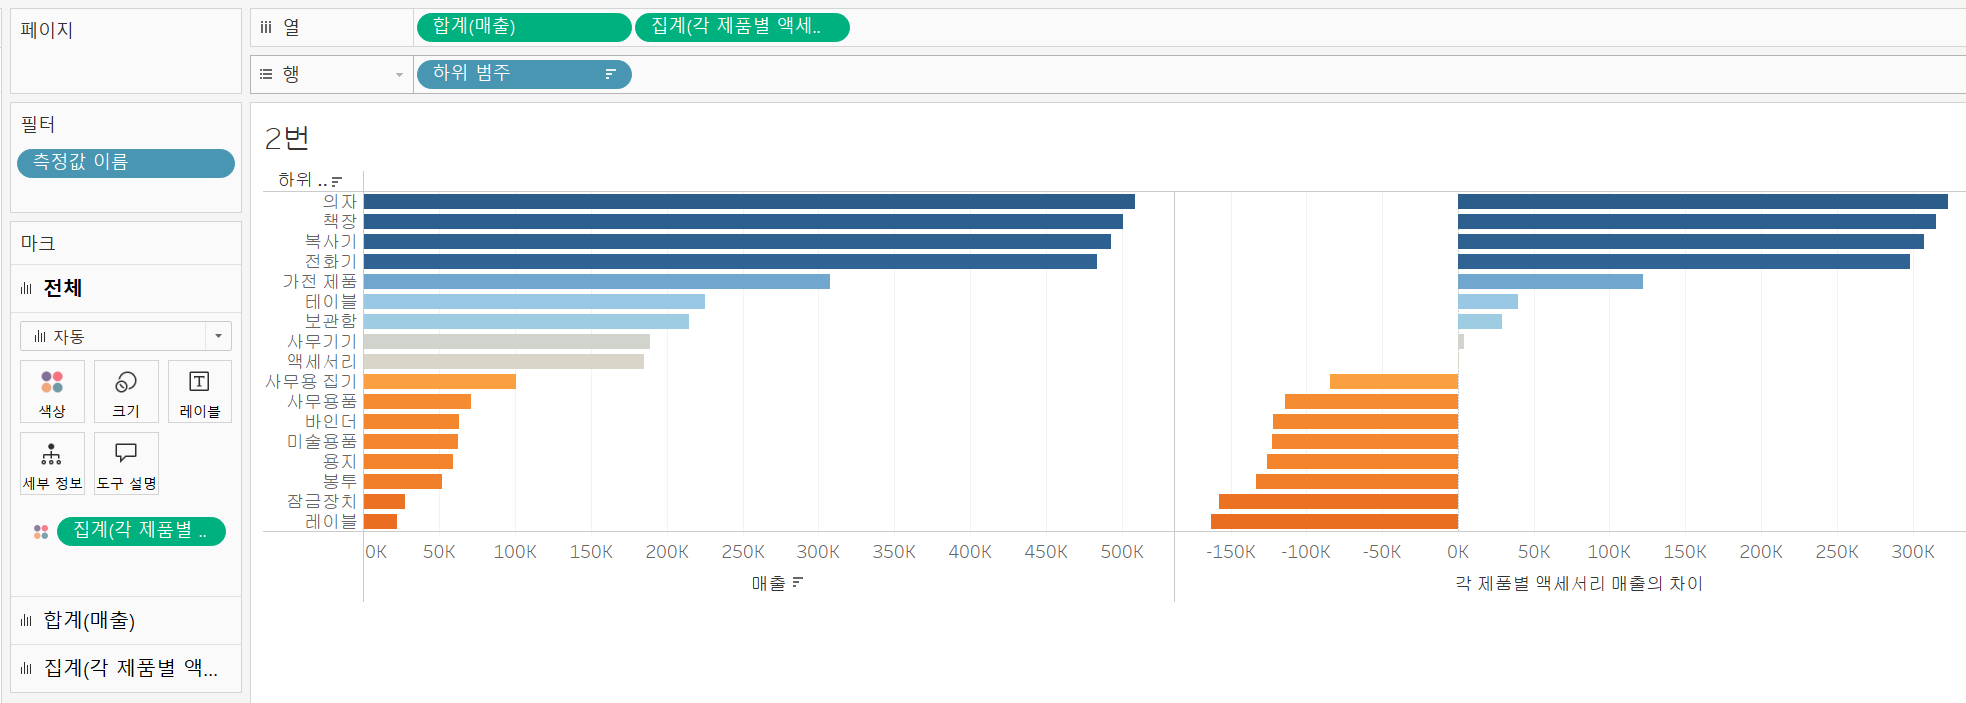 페이지
필터
측정값 이름
마크
전체
자동
색상
크기
레이블
세부 정보
도구 설명
집계(각 제품별 ..
합계(매출)
집계(각 제품별 액...
열
합계(매출)
집계(각 제품별 액세..
행
하위 범주
2번
하위 ..
의자
책장
복사기
전화기
가전 제품
테이블
보관함
사무기기
액세서리
사무용 집기
사무용품
바인더
미술용품
용지
봉투
잠금장치
레이블
0K 50K 100K 150K 200K 250K 300K 350K 400K 450K 500K
매출
-150K -100K -50K 0K 50K 100K 150K 200K 250K 300K
각 제품별 액세서리 매출의 차이